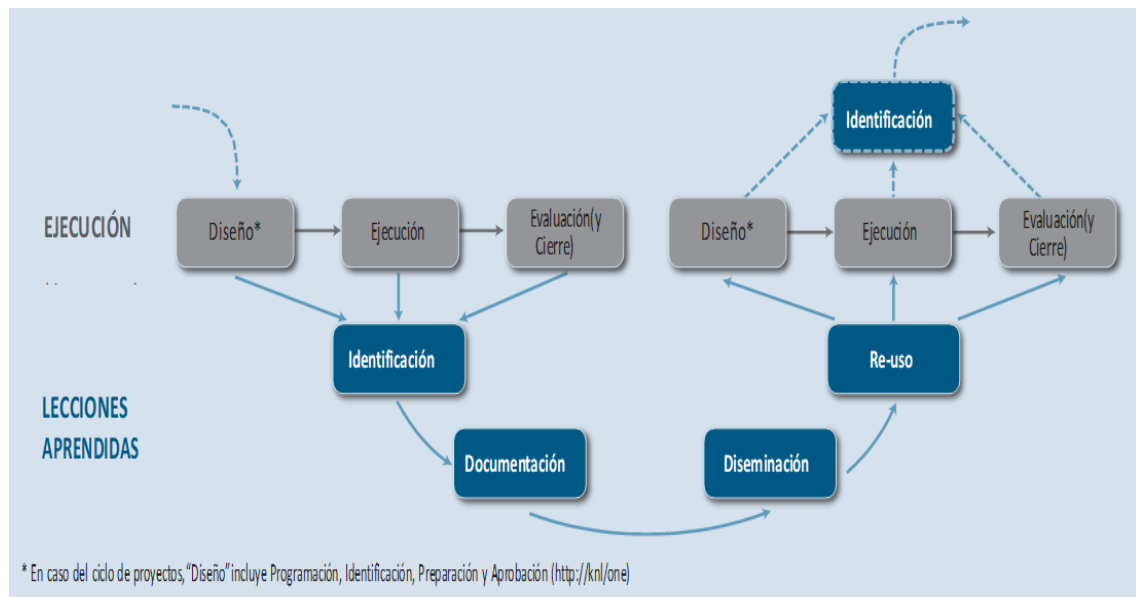 Identificación
EJECUCIÓN
Diseño*
Ejecución
Evaluación(y
Cierre)
Diseño*
Ejecución
Evaluación(y
Cierre)
Identificación
Re-uso
LECCIONES
APRENDIDAS
Documentación
Diseminación
* En caso del ciclo de proyectos, “Diseño” incluye Programación, Identificación, Preparación y Aprobación (http://knl/one)